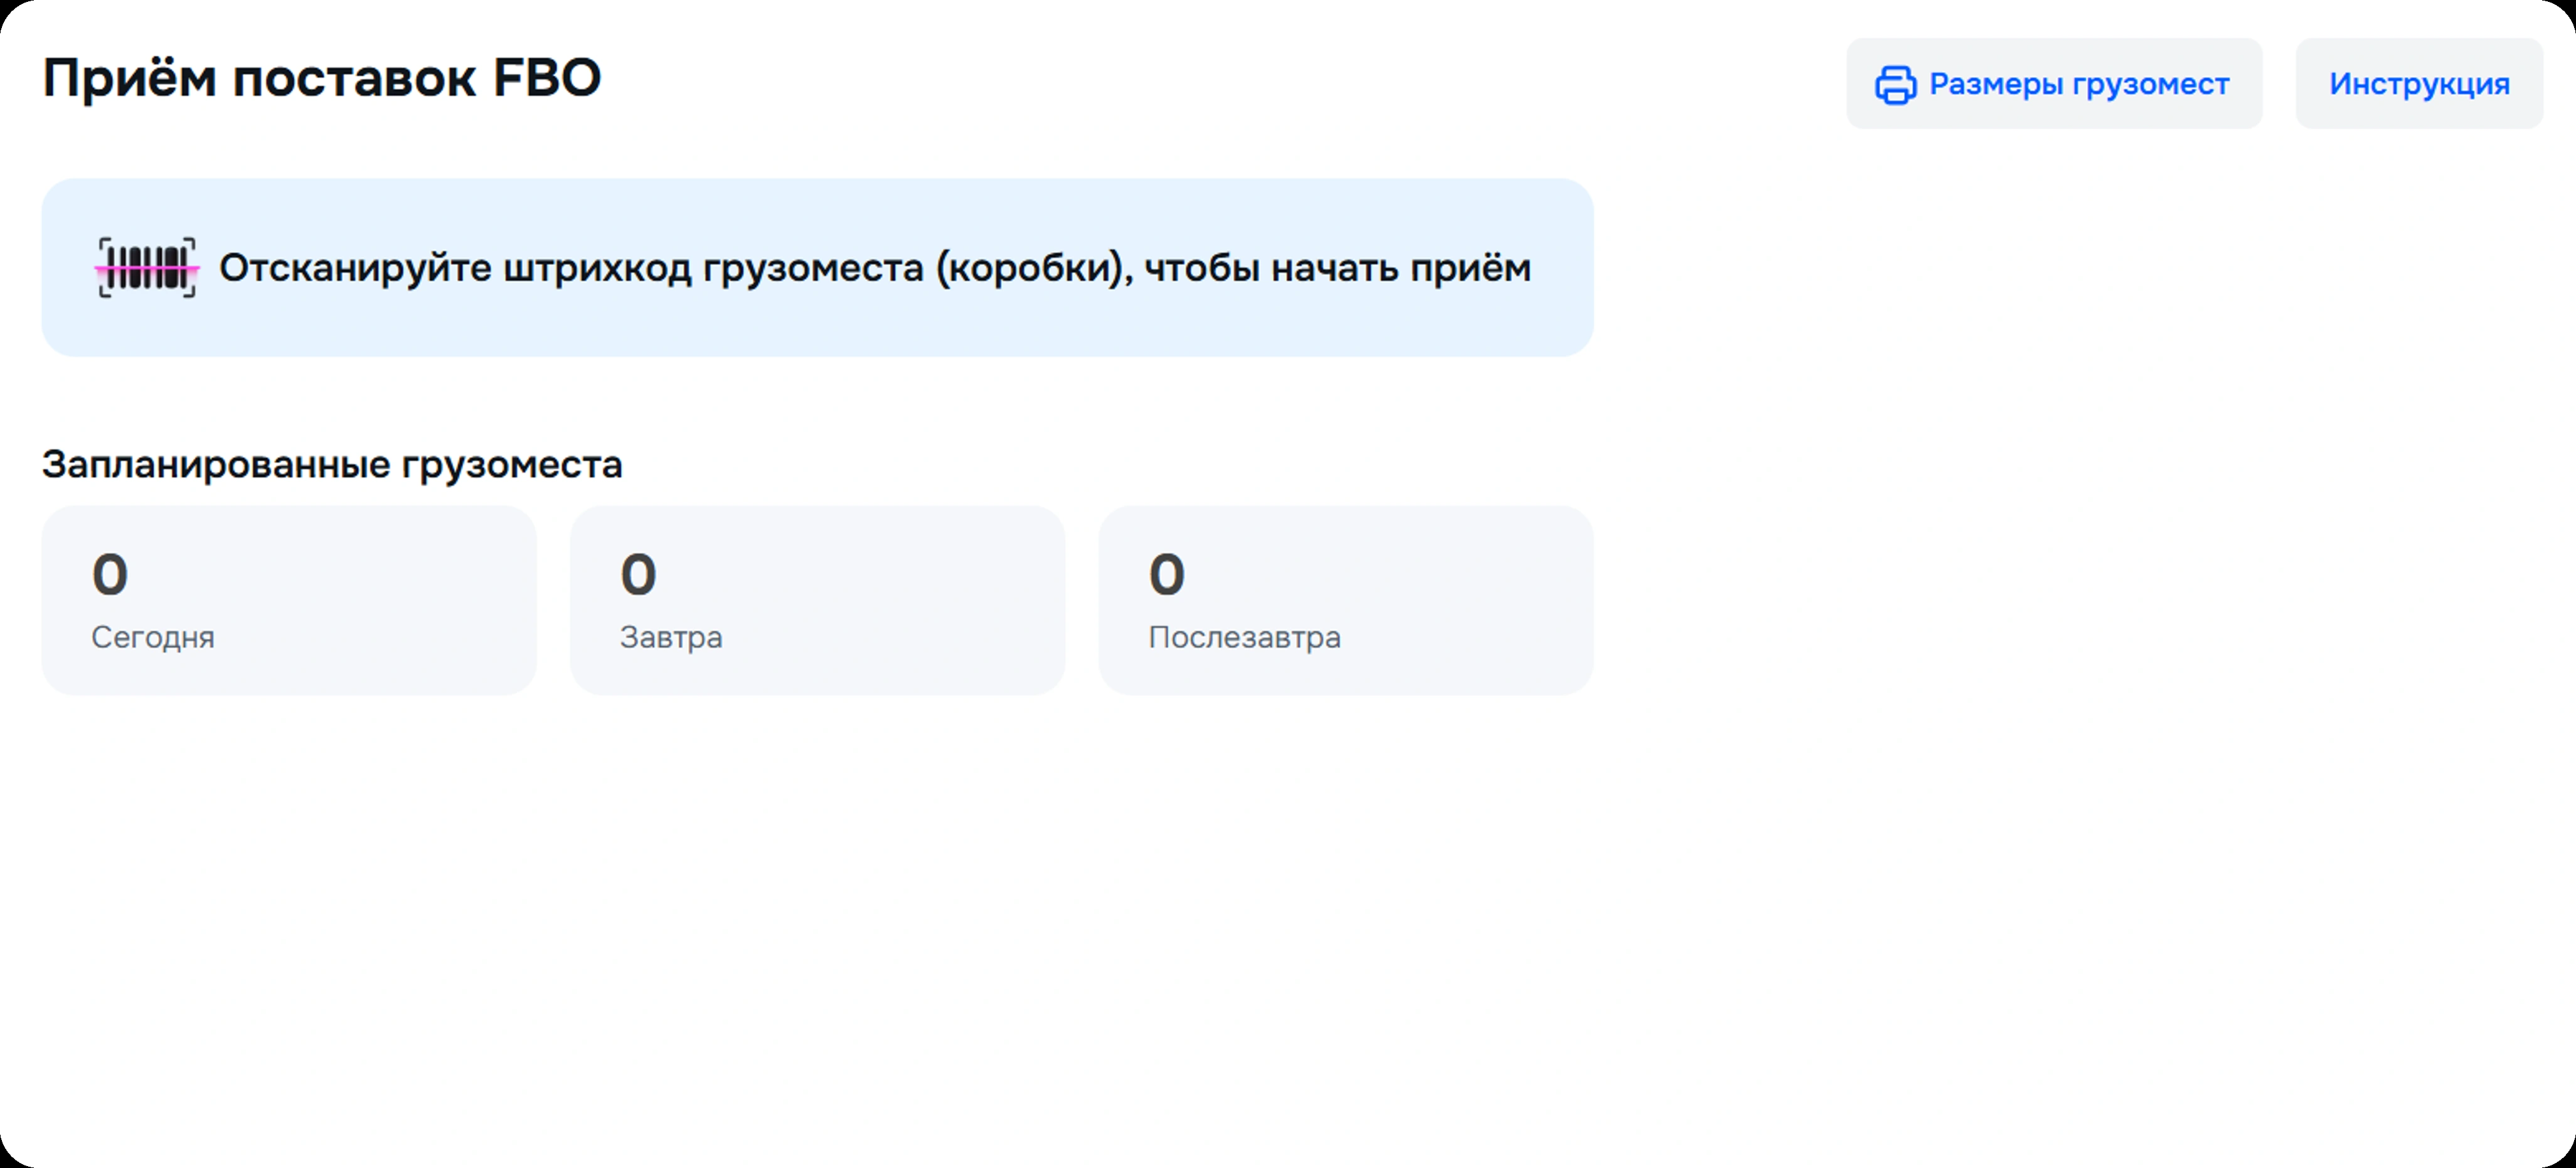 Приём поставок FBO
Размеры грузомест
Инструкция
Отсканируйте штрихкод грузоместа (коробки), чтобы начать приём
Запланированные грузоместа
0
Сегодня
0
Завтра
0
Послезавтра